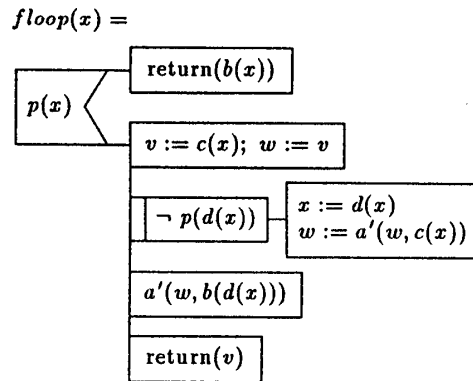 floop(x) =
return(b(x))
p(x)
v := c(x); w := v
¬ p(d(x))
x := d(x)
w := a'(w, c(x))
a'(w, b(d(x)))
return(v)